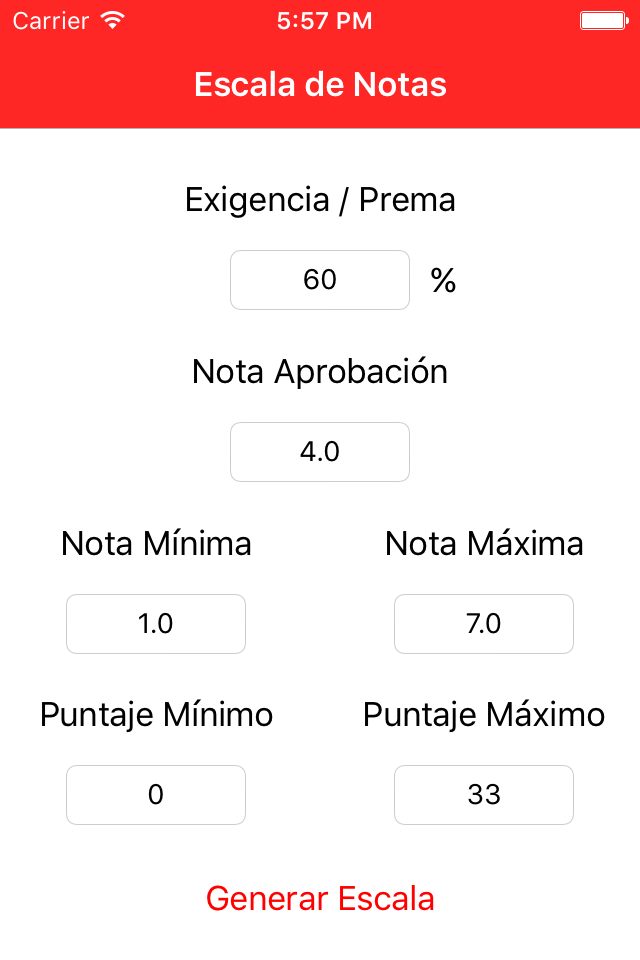 Carrier 5:57 PM
Escala de Notas
Exigencia / Prema
60 %
Nota Aprobación
4.0
Nota Mínima Nota Máxima
1.0 7.0
Puntaje Mínimo Puntaje Máximo
0 33
Generar Escala